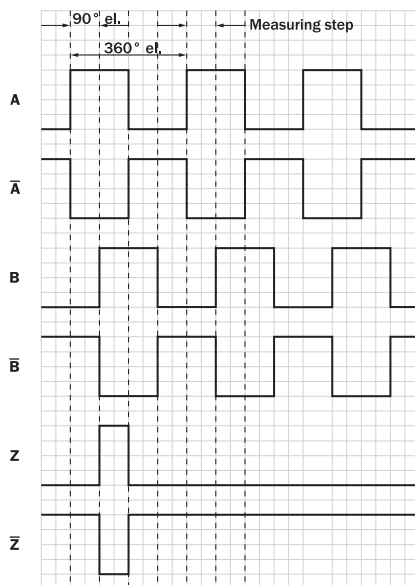 90° el. Measuring step
360° el.
A
A̅
B
B̅
Z
Z̅